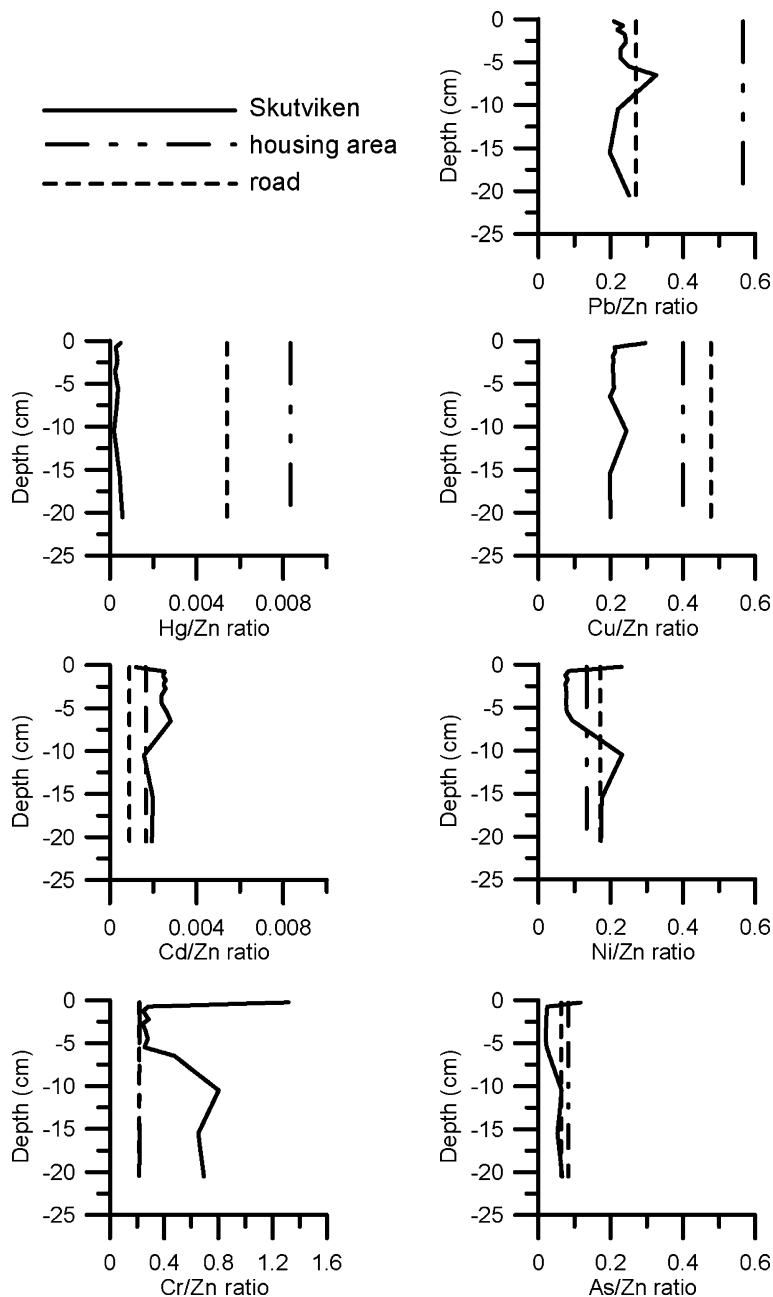 Skutviken
housing area
road
0
-5
-10
-15
-20
-25
Depth (cm)
0 0.2 0.4 0.6
Pb/Zn ratio
0
-5
-10
-15
-20
-25
Depth (cm)
0 0.004 0.008
Hg/Zn ratio
0
-5
-10
-15
-20
-25
Depth (cm)
0 0.2 0.4 0.6
Cu/Zn ratio
0
-5
-10
-15
-20
-25
Depth (cm)
0 0.004 0.008
Cd/Zn ratio
0
-5
-10
-15
-20
-25
Depth (cm)
0 0.2 0.4 0.6
Ni/Zn ratio
0
-5
-10
-15
-20
-25
Depth (cm)
0 0.4 0.8 1.2 1.6
Cr/Zn ratio
0
-5
-10
-15
-20
-25
Depth (cm)
0 0.2 0.4 0.6
As/Zn ratio